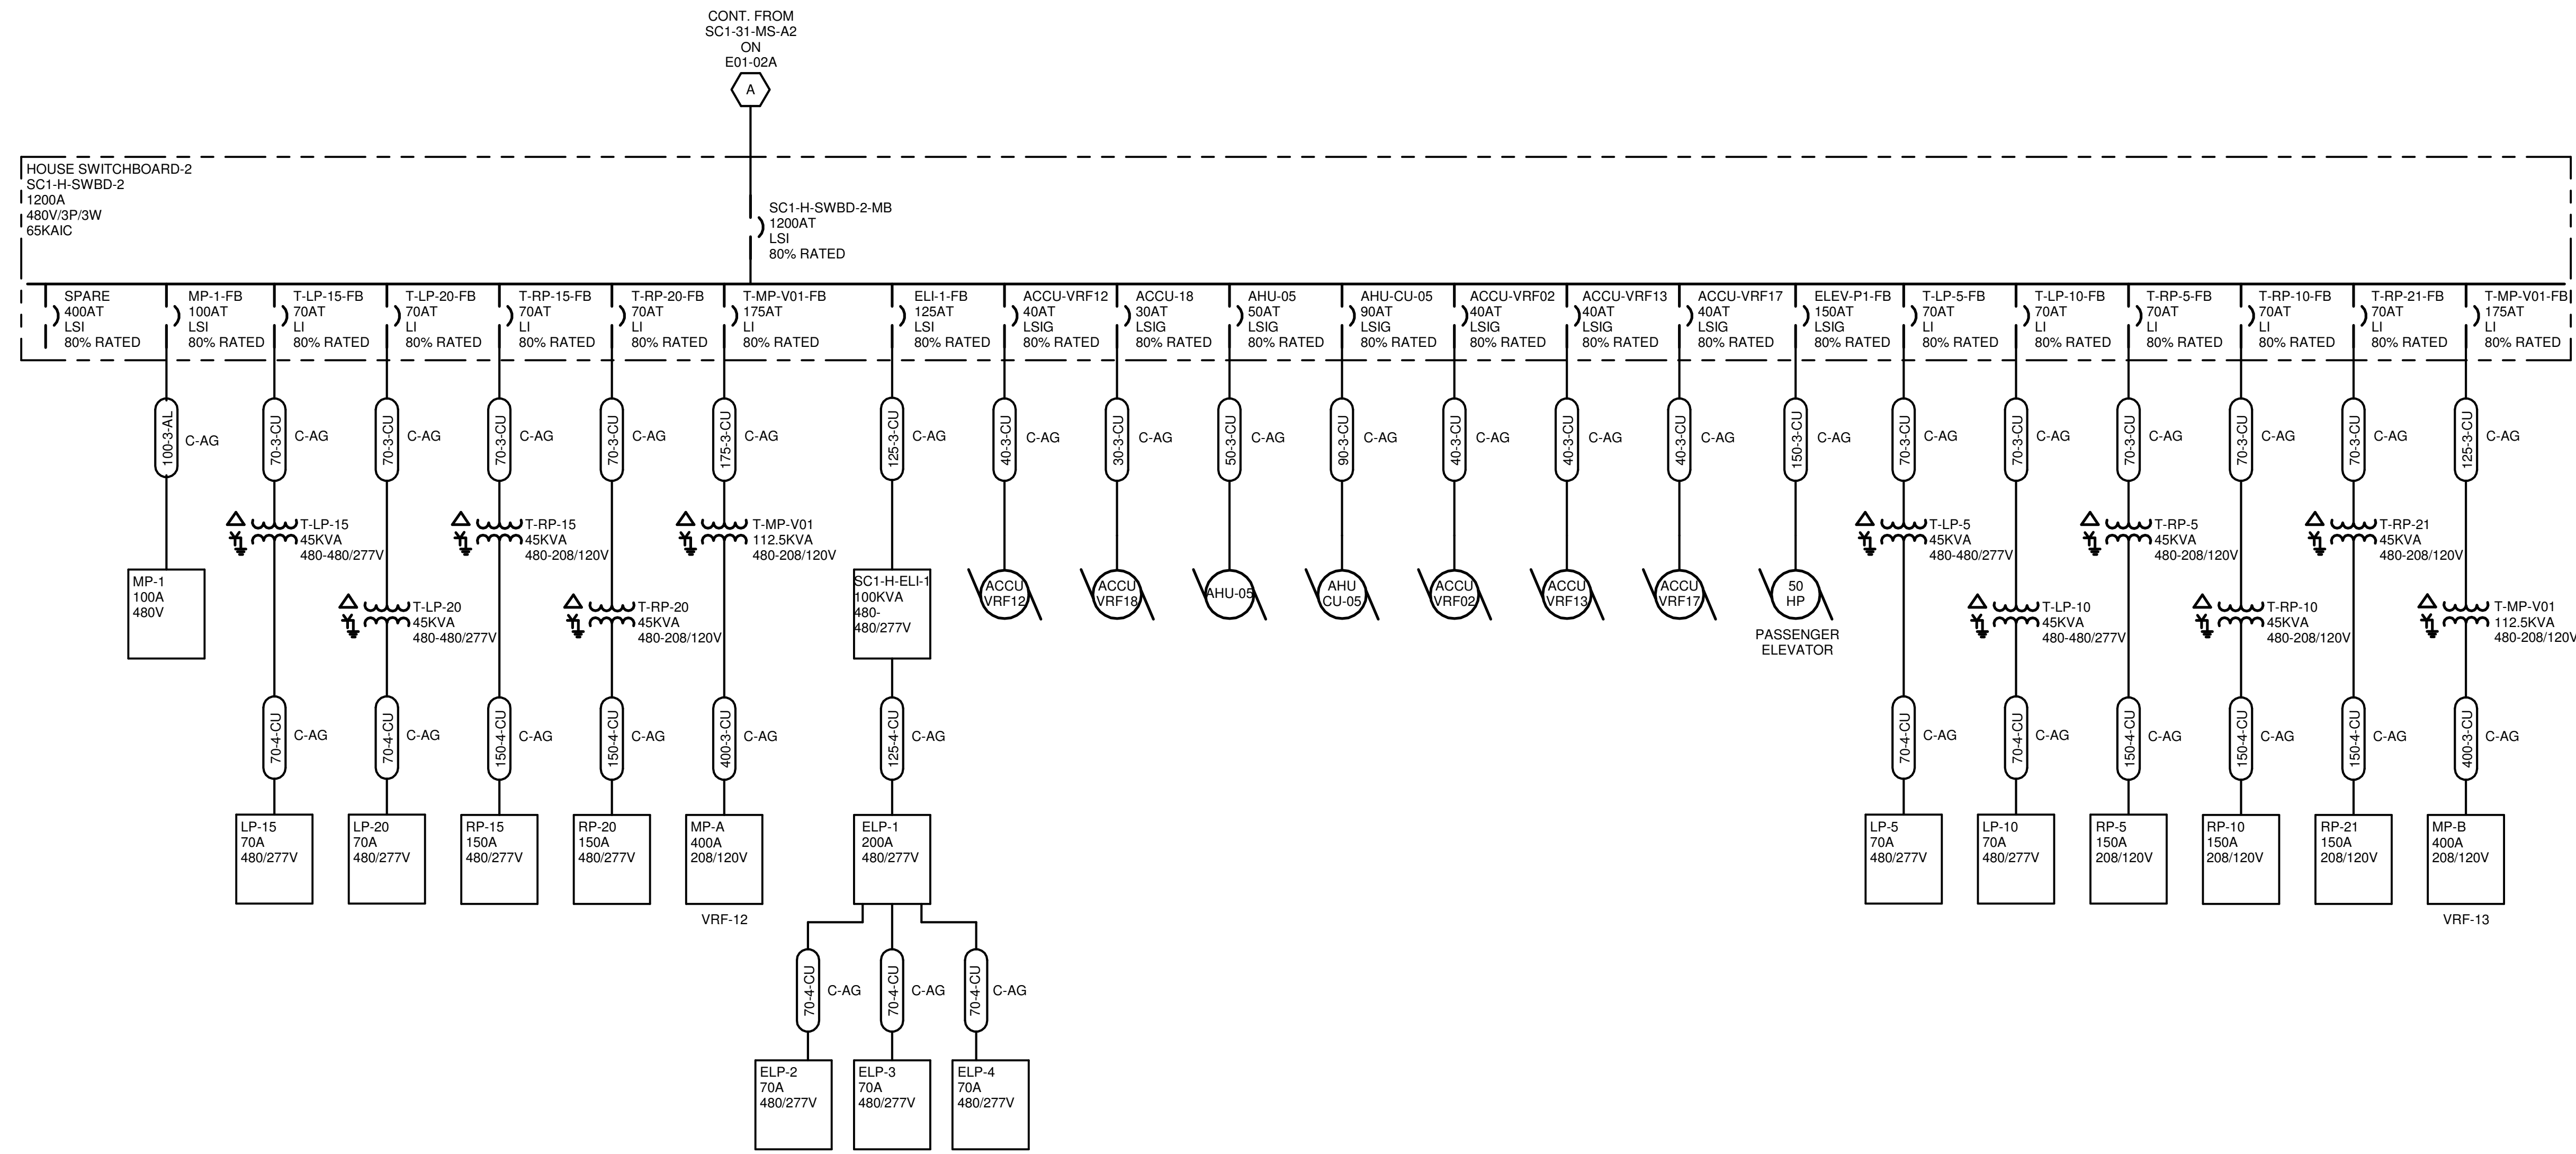 CONT. FROM
SC1-31-MS-A2
ON
E01-02A
A
HOUSE SWITCHBOARD-2
SC1-H-SWBD-2
1200A
480V/3P/3W
65KAIC
SC1-H-SWBD-2-MB
1200AT
LSI
80% RATED
SPARE
400AT
LSI
80% RATED
MP-1-FB
100AT
LSI
80% RATED
T-LP-15-FB
70AT
LI
80% RATED
T-LP-20-FB
70AT
LI
80% RATED
T-RP-15-FB
70AT
LI
80% RATED
T-RP-20-FB
70AT
LI
80% RATED
T-MP-V01-FB
175AT
LI
80% RATED
ELI-1-FB
125AT
LSI
80% RATED
ACCU-VRF12
40AT
LSIG
80% RATED
ACCU-18
30AT
LSIG
80% RATED
AHU-05
50AT
LSIG
80% RATED
AHU-CU-05
90AT
LSIG
80% RATED
ACCU-VRF02
40AT
LSIG
80% RATED
ACCU-VRF13
40AT
LSIG
80% RATED
ACCU-VRF17
40AT
LSIG
80% RATED
ELEV-P1-FB
150AT
LSIG
80% RATED
T-LP-5-FB
70AT
LI
80% RATED
T-LP-10-FB
70AT
LI
80% RATED
T-RP-5-FB
70AT
LI
80% RATED
T-RP-10-FB
70AT
LI
80% RATED
T-RP-21-FB
70AT
LI
80% RATED
T-MP-V01-FB
175AT
LI
80% RATED
100-3-AL
C-AG
70-3-CU
C-AG
70-3-CU
C-AG
70-3-CU
C-AG
70-3-CU
C-AG
175-3-CU
C-AG
125-3-CU
C-AG
40-3-CU
C-AG
30-3-CU
C-AG
50-3-CU
C-AG
90-3-CU
C-AG
40-3-CU
C-AG
40-3-CU
C-AG
40-3-CU
C-AG
150-3-CU
C-AG
70-3-CU
C-AG
70-3-CU
C-AG
70-3-CU
C-AG
70-3-CU
C-AG
70-3-CU
C-AG
125-3-CU
C-AG
T-LP-15
45KVA
480-480/277V
T-RP-15
45KVA
480-208/120V
T-MP-V01
112.5KVA
480-208/120V
T-LP-5
45KVA
480-480/277V
T-RP-5
45KVA
480-208/120V
T-RP-21
45KVA
480-208/120V
MP-1
100A
480V
T-LP-20
45KVA
480-480/277V
T-RP-20
45KVA
480-208/120V
SC1-H-ELI-1
100KVA
480-
480/277V
ACCU
VRF12
ACCU
VRF18
AHU-05
AHU
CU-05
ACCU
VRF02
ACCU
VRF13
ACCU
VRF17
50
HP
PASSENGER
ELEVATOR
T-LP-10
45KVA
480-480/277V
T-RP-10
45KVA
480-208/120V
T-MP-V01
112.5KVA
480-208/120V
70-4-CU
C-AG
70-4-CU
C-AG
150-4-CU
C-AG
150-4-CU
C-AG
400-3-CU
C-AG
125-4-CU
C-AG
70-4-CU
C-AG
70-4-CU
C-AG
150-4-CU
C-AG
150-4-CU
C-AG
150-4-CU
C-AG
400-3-CU
C-AG
LP-15
70A
480/277V
LP-20
70A
480/277V
RP-15
150A
480/277V
RP-20
150A
480/277V
MP-A
400A
208/120V
VRF-12
ELP-1
200A
480/277V
LP-5
70A
480/277V
LP-10
70A
480/277V
RP-5
150A
208/120V
RP-10
150A
208/120V
RP-21
150A
208/120V
MP-B
400A
208/120V
VRF-13
70-4-CU
C-AG
70-4-CU
C-AG
70-4-CU
C-AG
ELP-2
70A
480/277V
ELP-3
70A
480/277V
ELP-4
70A
480/277V